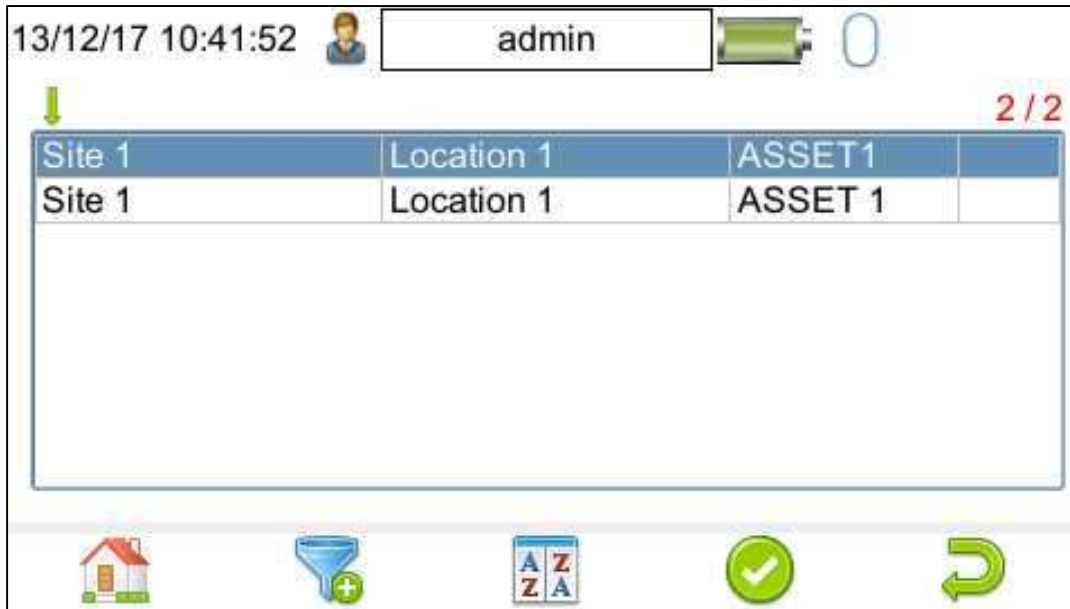 13/12/17 10:41:52 admin
2 / 2
Site 1 Location 1 ASSET1
Site 1 Location 1 ASSET 1
A Z
Z A